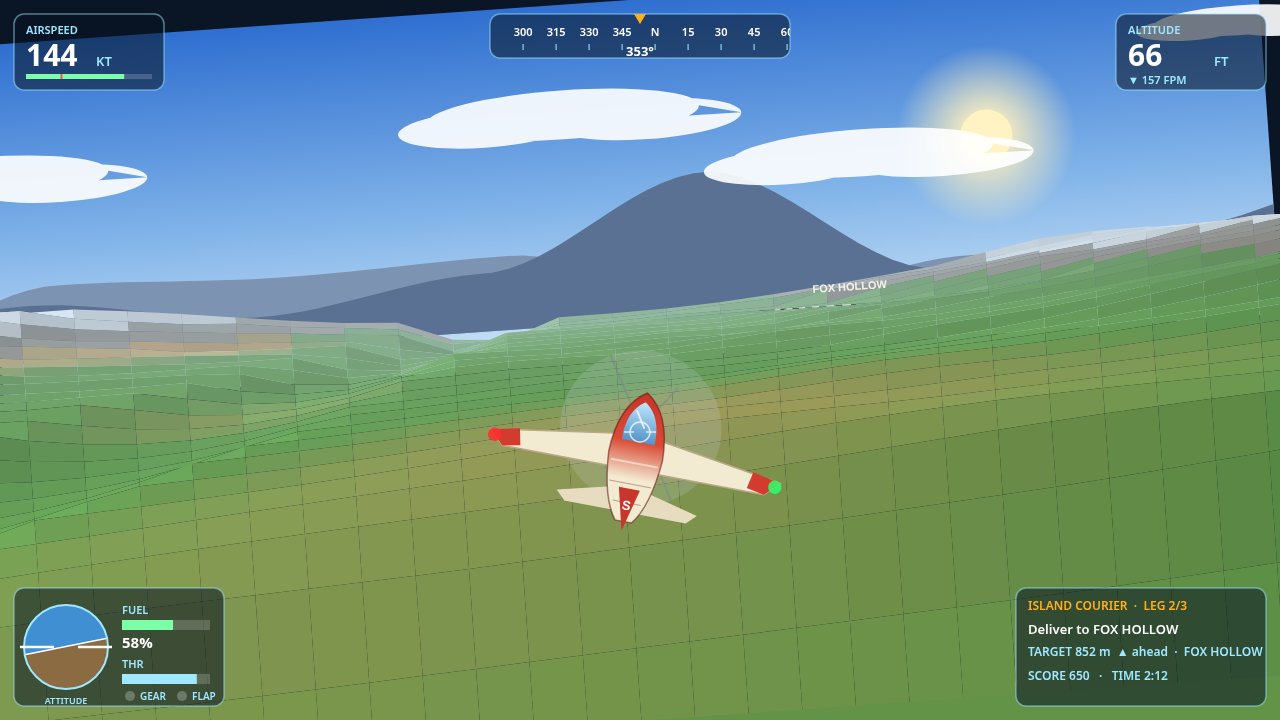 AIRSPEED
144 KT
300 315 330 345 N 15 30 45 60
353°
ALTITUDE
66 FT
▼ 157 FPM
FOX HOLLOW
S
FUEL
58%
THR
GEAR FLAP
ATTITUDE
ISLAND COURIER · LEG 2/3
Deliver to FOX HOLLOW
TARGET 852 m ▲ ahead · FOX HOLLOW
SCORE 650 · TIME 2:12